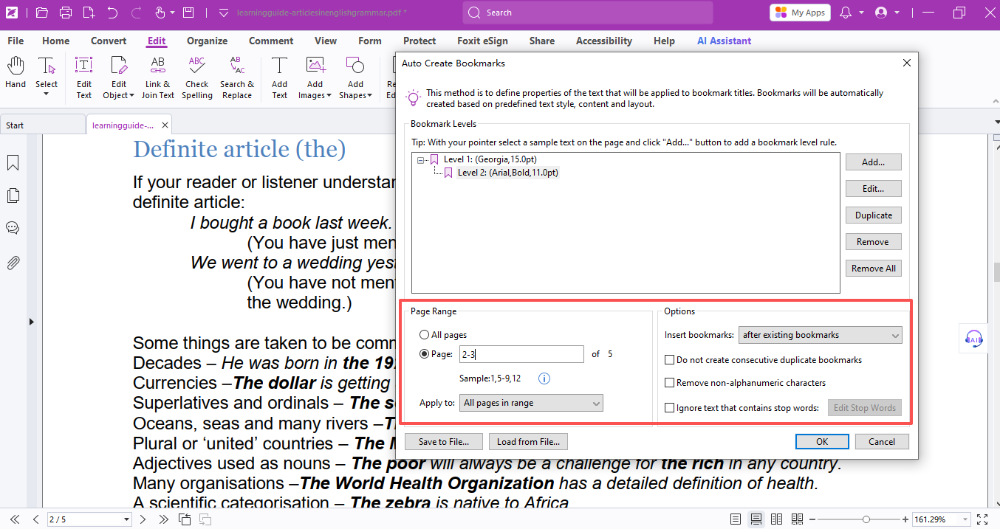 learningguide-articlesinenglishgrammar.pdf *
Search
My Apps
File Home Convert Edit Organize Comment View Form Protect Foxit eSign Share Accessibility Help AI Assistant
Hand
Select
Edit Text
Edit Object
Link & Join Text
Check Spelling
Search & Replace
Add Text
Add Images
Add Shapes
Start
learningguide-...
Definite article (the)
If your reader or listener understan
definite article:
I bought a book last week.
(You have just men
We went to a wedding yest
(You have not ment
the wedding.)
Some things are taken to be comm
Decades – He was born in the 19
Currencies –The dollar is getting
Superlatives and ordinals – The s
Oceans, seas and many rivers –T
Plural or ‘united’ countries – The
Adjectives used as nouns – The poor will always be a challenge for the rich in any country.
Many organisations –The World Health Organization has a detailed definition of health.
A scientific categorisation – The zebra is native to Africa
Auto Create Bookmarks
This method is to define properties of the text that will be applied to bookmark titles. Bookmarks will be automatically
created based on predefined text style, content and layout.
Bookmark Levels
Tip: With your pointer select a sample text on the page and click "Add..." button to add a bookmark level rule.
Level 1: (Georgia,15.0pt)
Level 2: (Arial,Bold,11.0pt)
Add...
Edit...
Duplicate
Remove
Remove All
Page Range
All pages
Page: 2-3 of 5
Sample:1,5-9,12
Apply to: All pages in range
Options
Insert bookmarks: after existing bookmarks
Do not create consecutive duplicate bookmarks
Remove non-alphanumeric characters
Ignore text that contains stop words: Edit Stop Words
Save to File... Load from File... OK Cancel
AI
2 / 5
161.29%